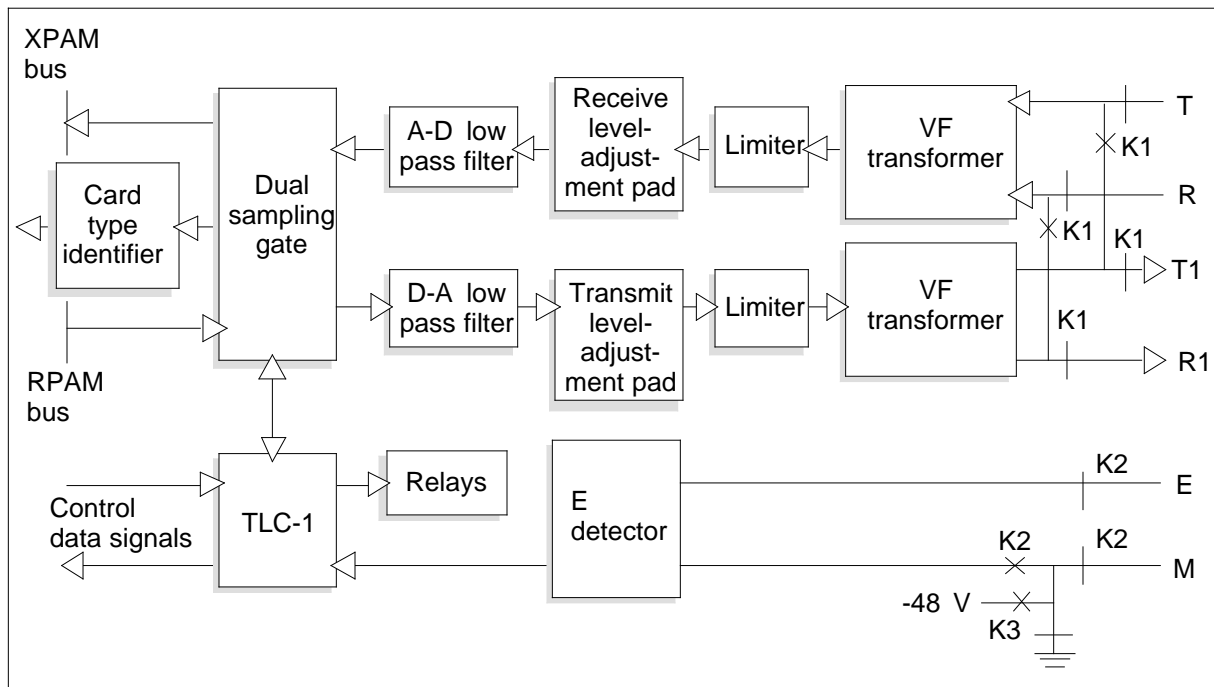 XPAM
bus
Card
type
identifier
RPAM
bus
Dual
sampling
gate
A-D low
pass filter
Receive
level-
adjust-
ment pad
Limiter
VF
transformer
T
K1
R
K1
D-A low
pass filter
Transmit
level-
adjust-
ment pad
Limiter
VF
transformer
K1
T1
K1
R1
Control
data signals
TLC-1
Relays
E
detector
K2
E
K2
K2
M
-48 V
K3